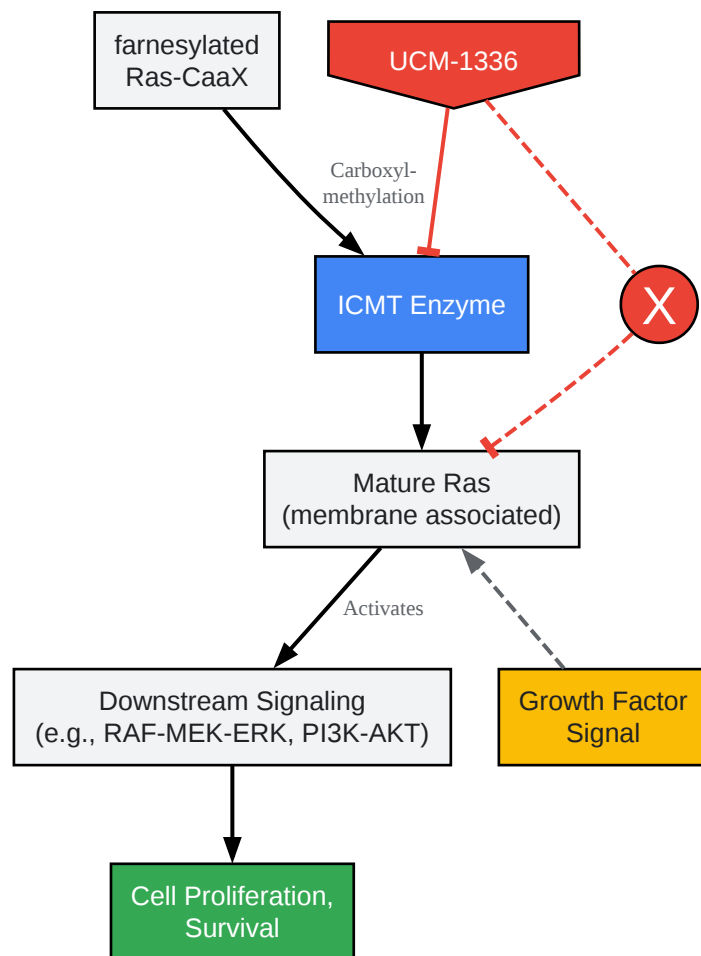 farnesylated
Ras-CaaX
UCM-1336
Carboxyl-
methylation
ICMT Enzyme
X
Mature Ras
(membrane associated)
Activates
Downstream Signaling
(e.g., RAF-MEK-ERK, PI3K-AKT)
Growth Factor
Signal
Cell Proliferation,
Survival